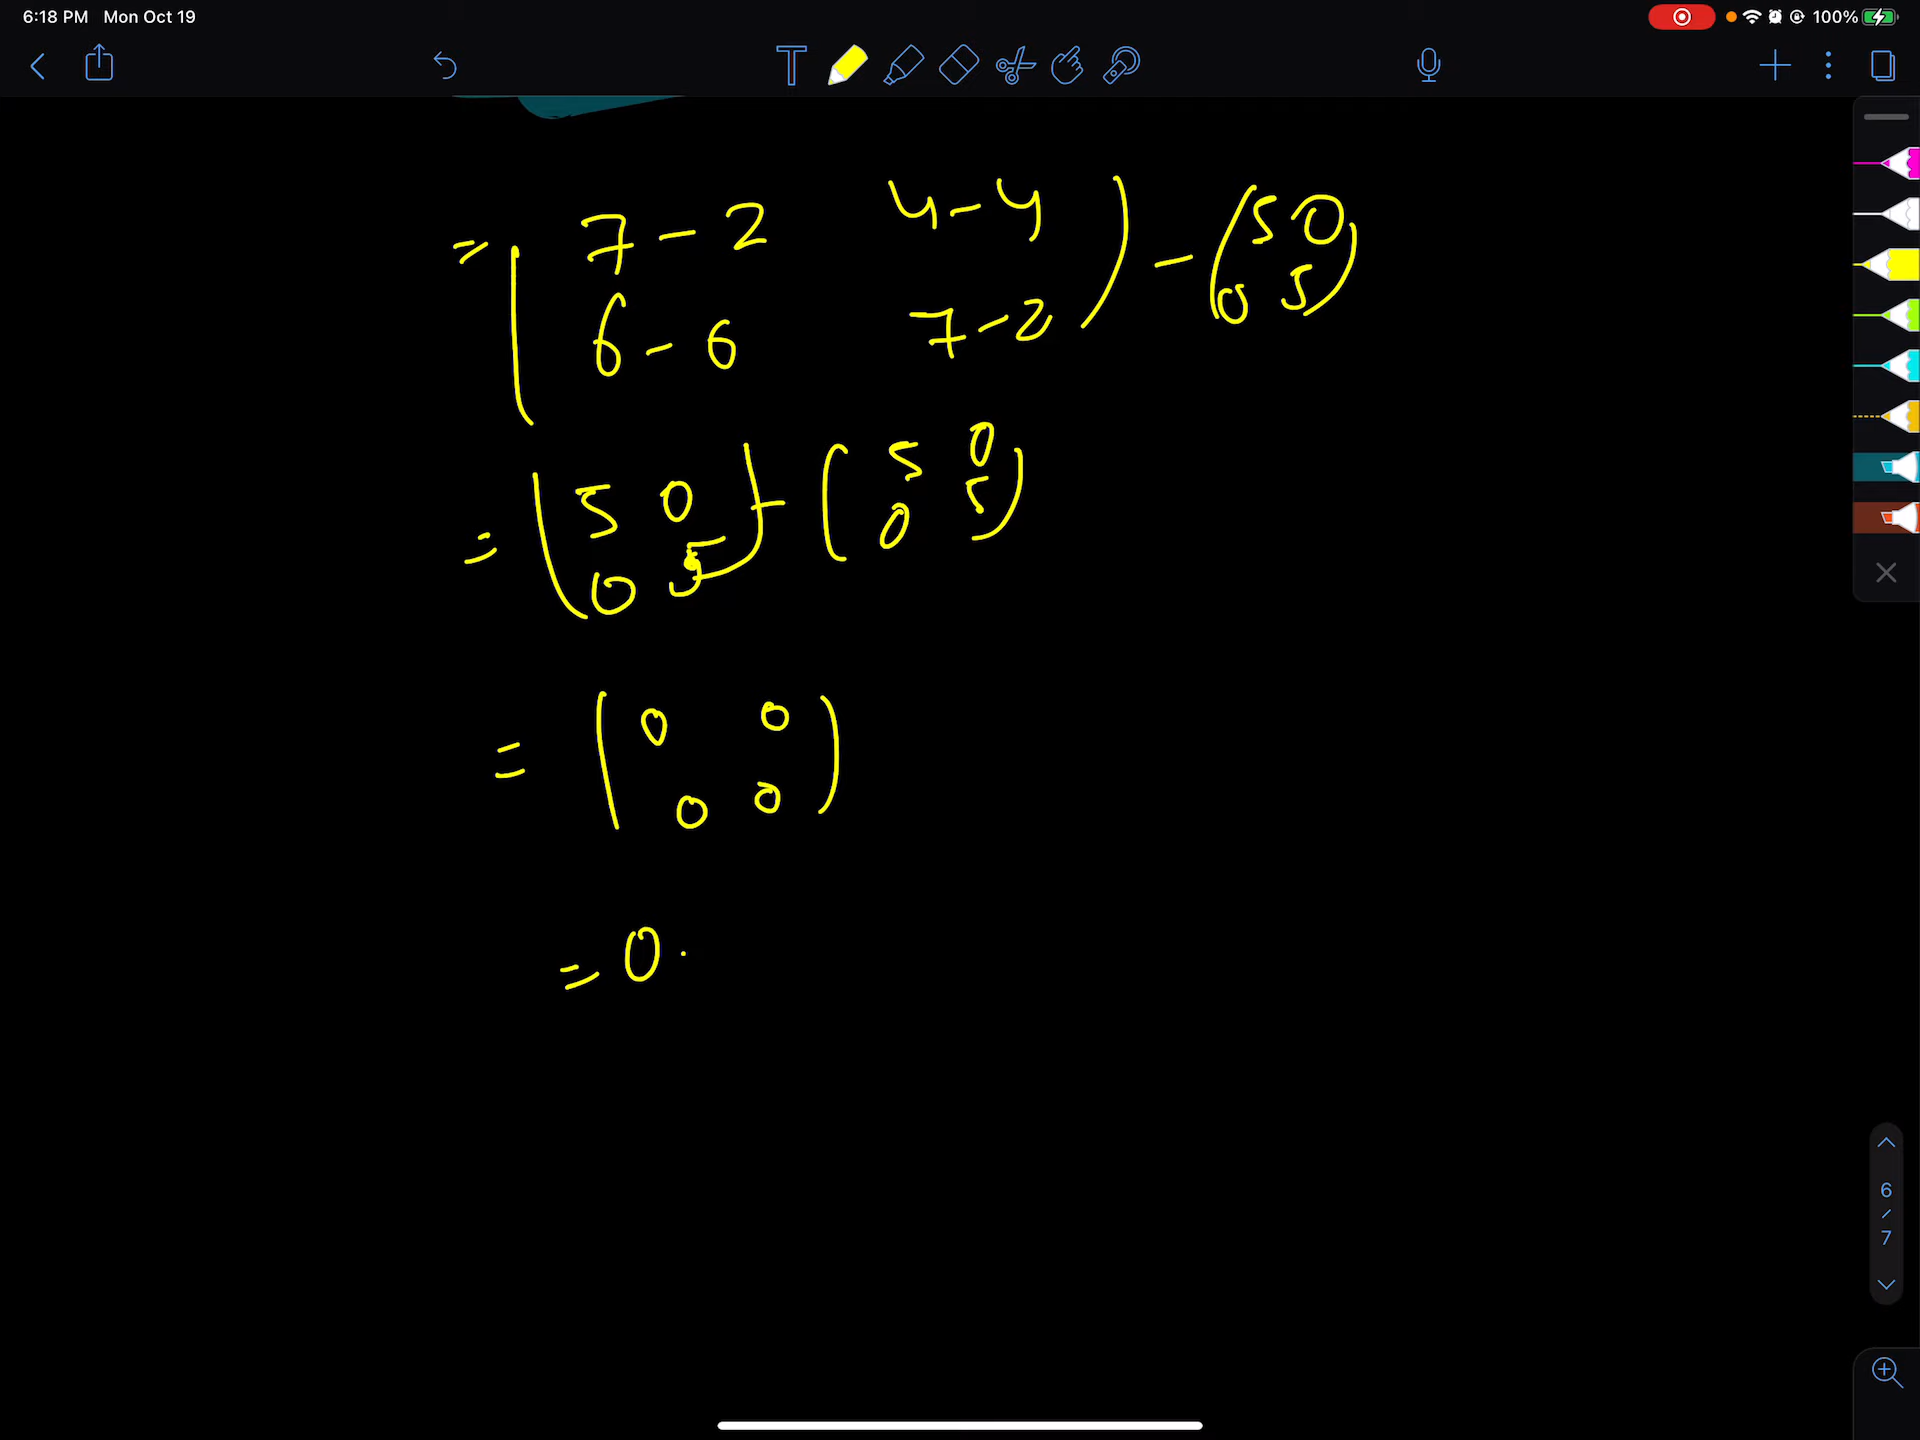 6:18 PM Mon Oct 19 100%
= ( 7 - 2 4 - 4 ) - ( 5 0
6 - 6 7 - 2 ) 0 5 )
= ( 5 0 ) - ( 5 0
0 5 ) 0 5 )
= ( 0 0
0 0 )
= 0 .
6
/
7